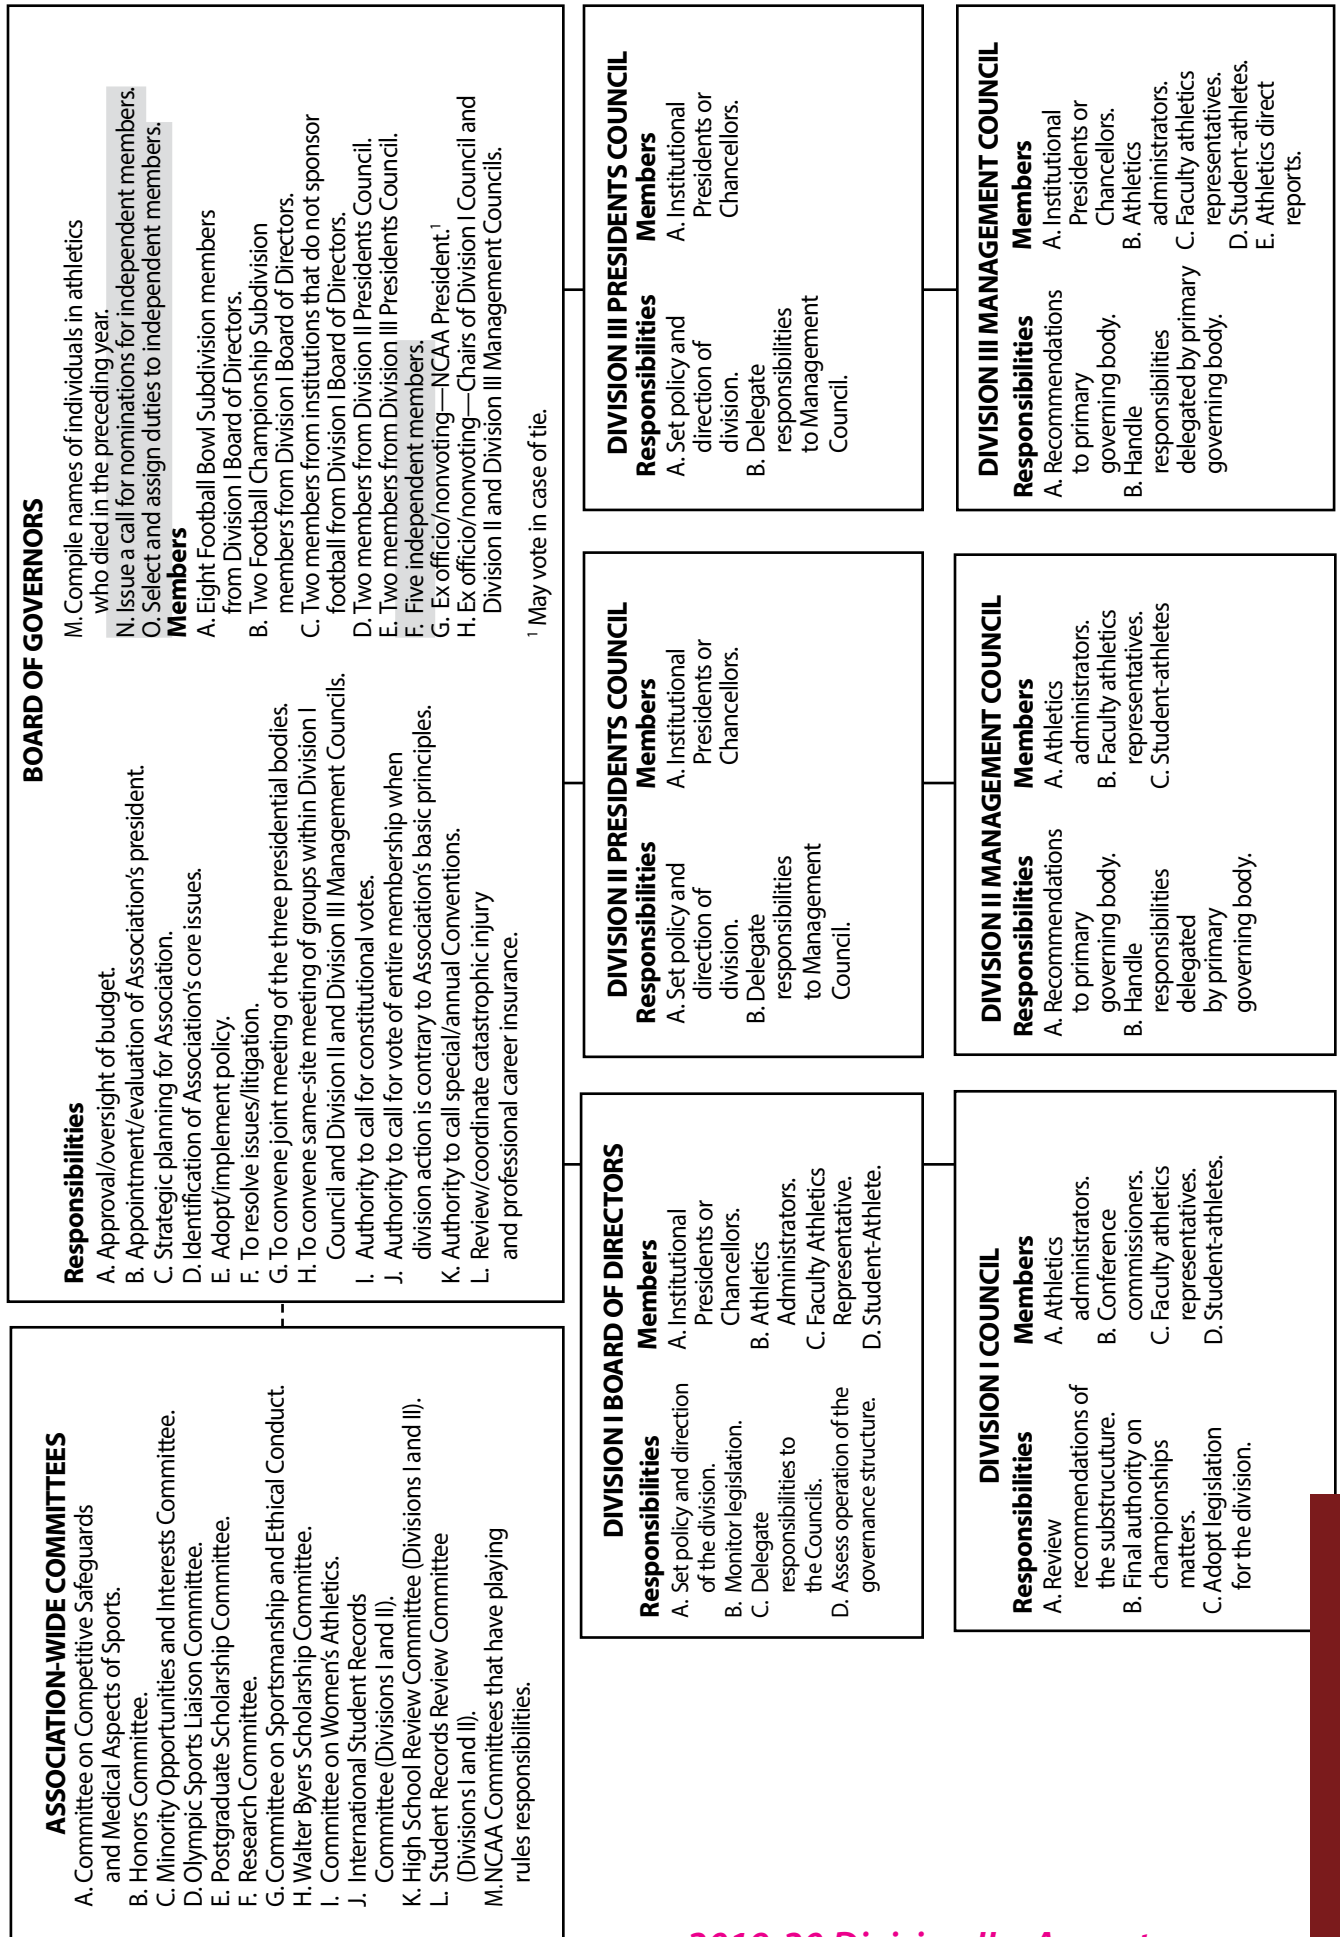 ASSOCIATION-WIDE COMMITTEES
A. Committee on Competitive Safeguards
and Medical Aspects of Sports.
B. Honors Committee.
C. Minority Opportunities and Interests Committee.
D. Olympic Sports Liaison Committee.
E. Postgraduate Scholarship Committee.
F. Research Committee.
G. Committee on Sportsmanship and Ethical Conduct.
H. Walter Byers Scholarship Committee.
I. Committee on Women's Athletics.
J. International Student Records
Committee (Divisions I and II).
K. High School Review Committee (Divisions I and II).
L. Student Records Review Committee
(Divisions I and II).
M. NCAA Committees that have playing
rules responsibilities.
BOARD OF GOVERNORS
Responsibilities
A. Approval/oversight of budget.
B. Appointment/evaluation of Association's president.
C. Strategic planning for Association.
D. Identification of Association's core issues.
E. Adopt/implement policy.
F. To resolve issues/litigation.
G. To convene joint meeting of the three presidential bodies.
H. To convene same-site meeting of groups within Division I
Council and Division II and Division III Management Councils.
I. Authority to call for constitutional votes.
J. Authority to call for vote of entire membership when
division action is contrary to Association's basic principles.
K. Authority to call special/annual Conventions.
L. Review/coordinate catastrophic injury
and professional career insurance.
M. Compile names of individuals in athletics
who died in the preceding year.
N. Issue a call for nominations for independent members.
O. Select and assign duties to independent members.
Members
A. Eight Football Bowl Subdivision members
from Division I Board of Directors.
B. Two Football Championship Subdivision
members from Division I Board of Directors.
C. Two members from institutions that do not sponsor
football from Division I Board of Directors.
D. Two members from Division II Presidents Council.
E. Two members from Division III Presidents Council.
F. Five independent members.
G. Ex officio/nonvoting—NCAA President.1
H. Ex officio/nonvoting—Chairs of Division I Council and
Division II and Division III Management Councils.
1 May vote in case of tie.
DIVISION I BOARD OF DIRECTORS
Responsibilities
A. Set policy and direction
of the division.
B. Monitor legislation.
C. Delegate
responsibilities to
the Councils.
D. Assess operation of the
governance structure.
Members
A. Institutional
Presidents or
Chancellors.
B. Athletics
Administrators.
C. Faculty Athletics
Representative.
D. Student-Athlete.
DIVISION II PRESIDENTS COUNCIL
Responsibilities
A. Set policy and
direction of
division.
B. Delegate
responsibilities
to Management
Council.
Members
A. Institutional
Presidents or
Chancellors.
DIVISION III PRESIDENTS COUNCIL
Responsibilities
A. Set policy and
direction of
division.
B. Delegate
responsibilities
to Management
Council.
Members
A. Institutional
Presidents or
Chancellors.
DIVISION I COUNCIL
Responsibilities
A. Review
recommendations of
the substrucuture.
B. Final authority on
championships
matters.
C. Adopt legislation
for the division.
Members
A. Athletics
administrators.
B. Conference
commissioners.
C. Faculty athletics
representatives.
D. Student-athletes.
DIVISION II MANAGEMENT COUNCIL
Responsibilities
A. Recommendations
to primary
governing body.
B. Handle
responsibilities
delegated
by primary
governing body.
Members
A. Athletics
administrators.
B. Faculty athletics
representatives.
C. Student-athletes
DIVISION III MANAGEMENT COUNCIL
Responsibilities
A. Recommendations
to primary
governing body.
B. Handle
responsibilities
delegated by primary
governing body.
Members
A. Institutional
Presidents or
Chancellors.
B. Athletics
administrators.
C. Faculty athletics
representatives.
D. Student-athletes.
E. Athletics direct
reports.